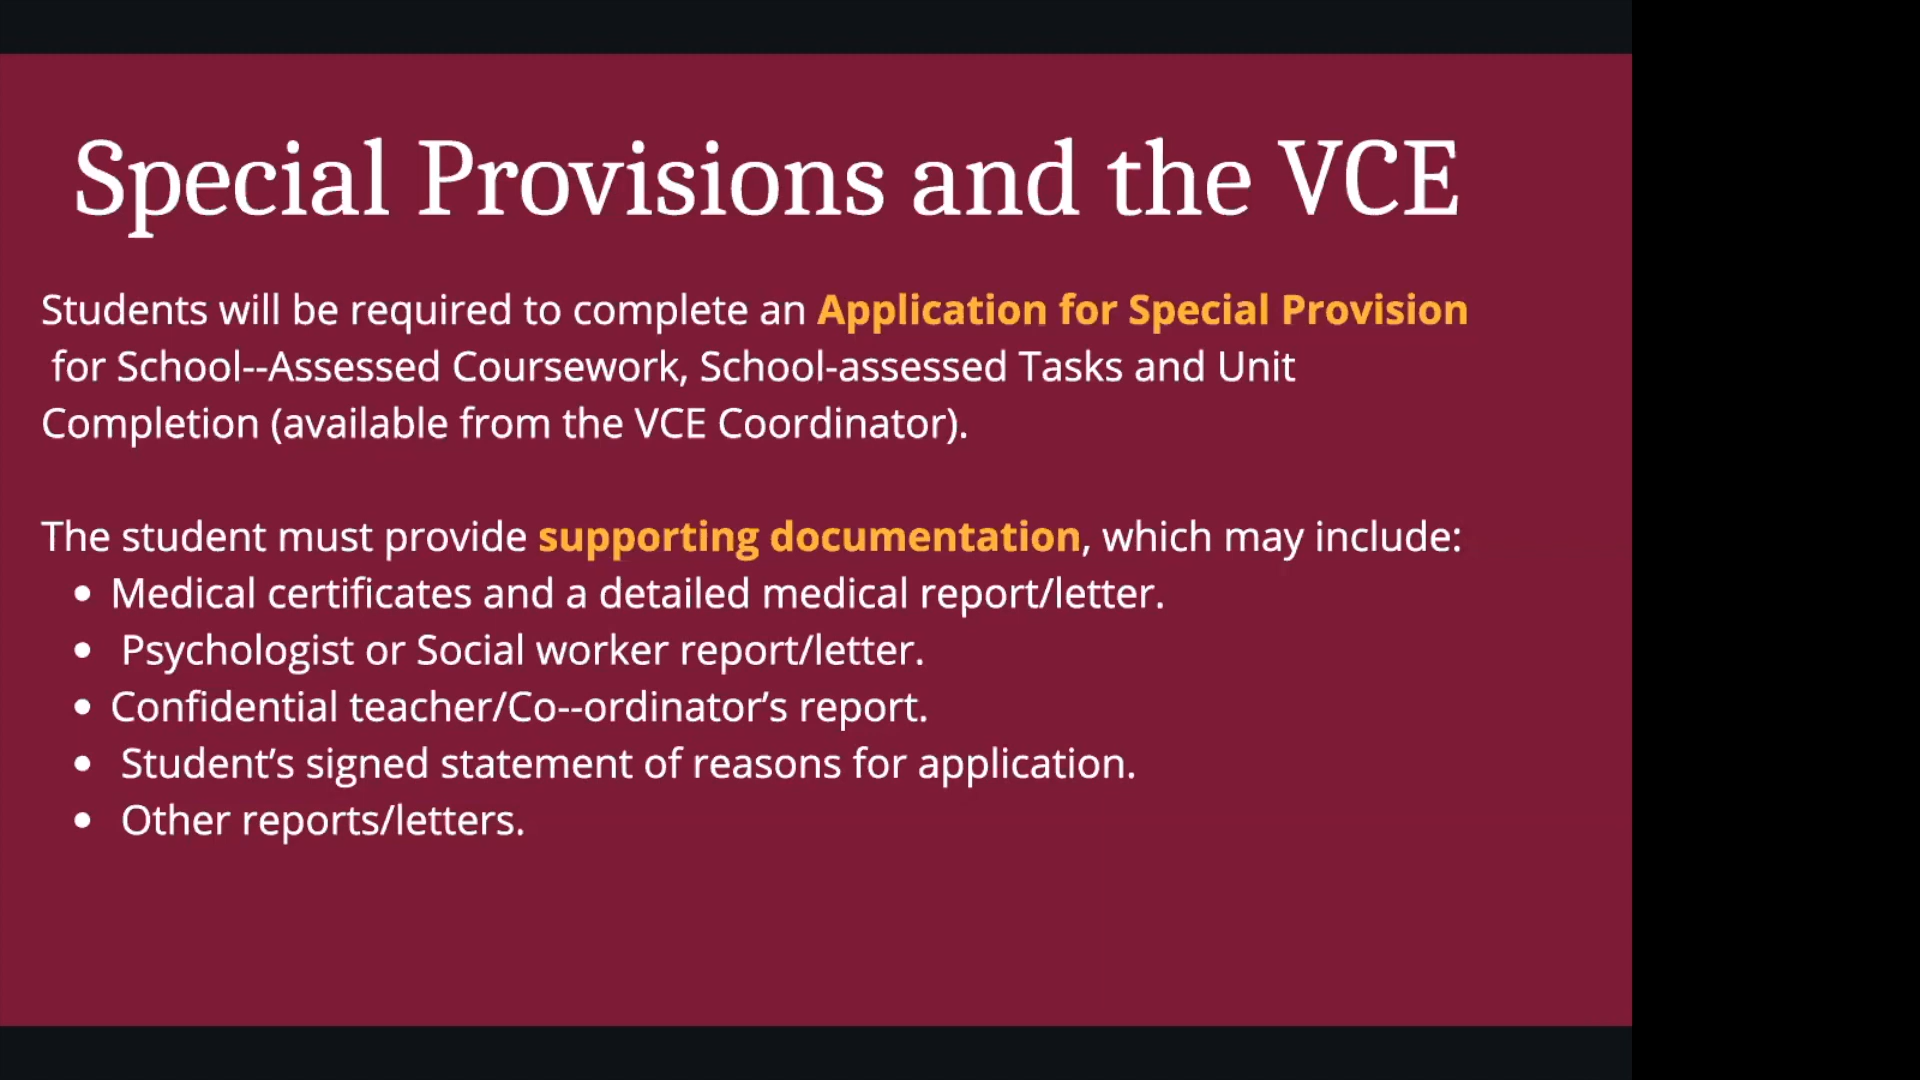 Special Provisions and the VCE
Students will be required to complete an Application for Special Provision
for School--Assessed Coursework, School-assessed Tasks and Unit
Completion (available from the VCE Coordinator).
The student must provide supporting documentation, which may include:
• Medical certificates and a detailed medical report/letter.
• Psychologist or Social worker report/letter.
• Confidential teacher/Co--ordinator’s report.
• Student’s signed statement of reasons for application.
• Other reports/letters.